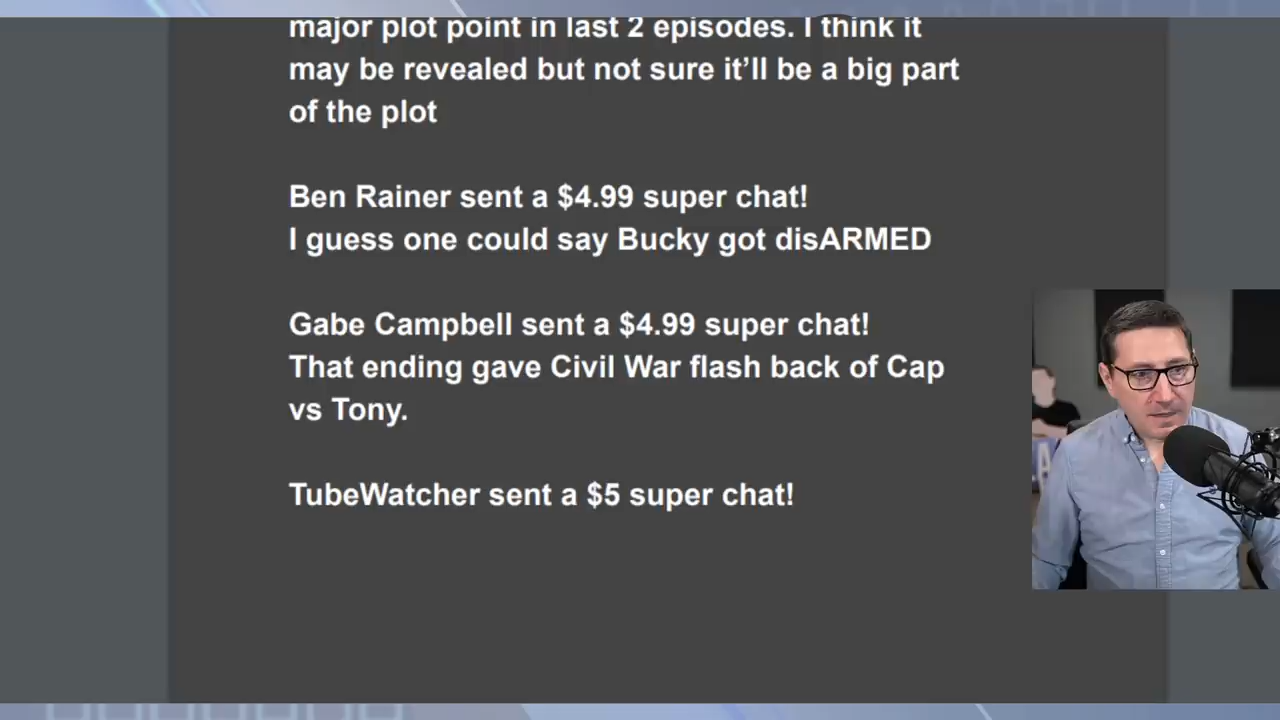 major plot point in last 2 episodes. I think it
may be revealed but not sure it’ll be a big part
of the plot
Ben Rainer sent a $4.99 super chat!
I guess one could say Bucky got disARMED
Gabe Campbell sent a $4.99 super chat!
That ending gave Civil War flash back of Cap
vs Tony.
TubeWatcher sent a $5 super chat!